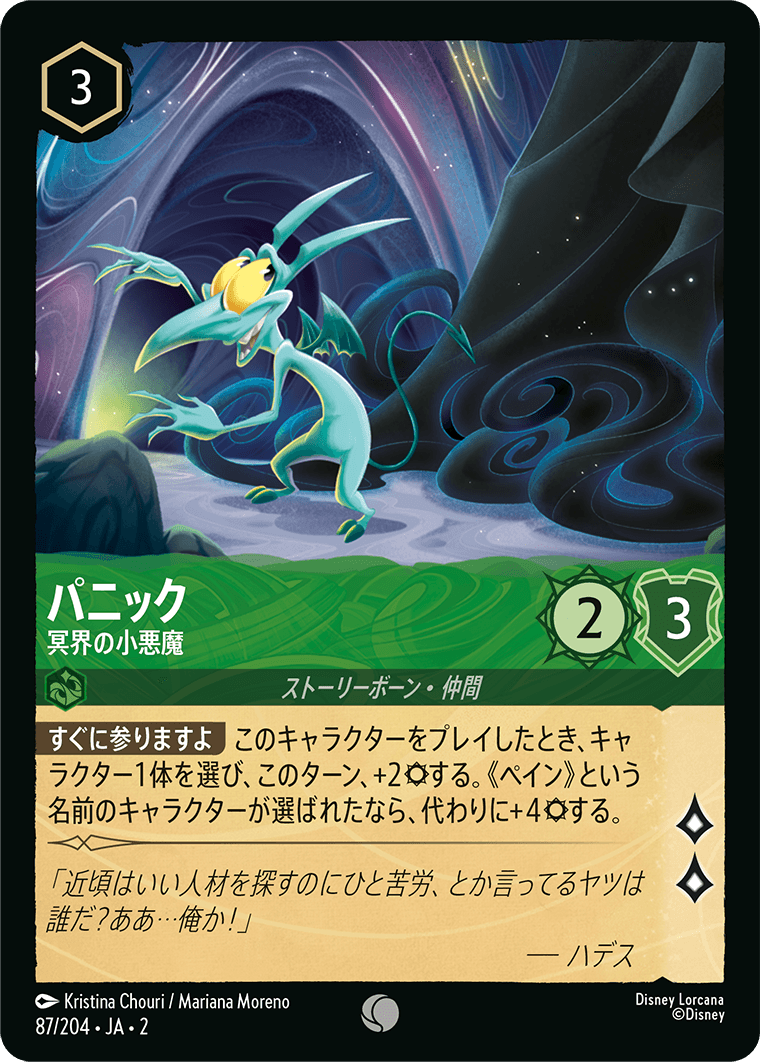 3
パニック
冥界の小悪魔
2
3
ストーリーボーン・仲間
すぐに参りますよ このキャラクターをプレイしたとき、キャ
ラクター1体を選び、このターン、+2する。《ペイン》という
名前のキャラクターが選ばれたなら、代わりに+4する。
「近頃はいい人材を探すのにひと苦労、とか言ってるヤツは
誰だ?ああ…俺か!」
― ハデス
Kristina Chouri / Mariana Moreno
87/204 • JA • 2
Disney Lorcana
©Disney